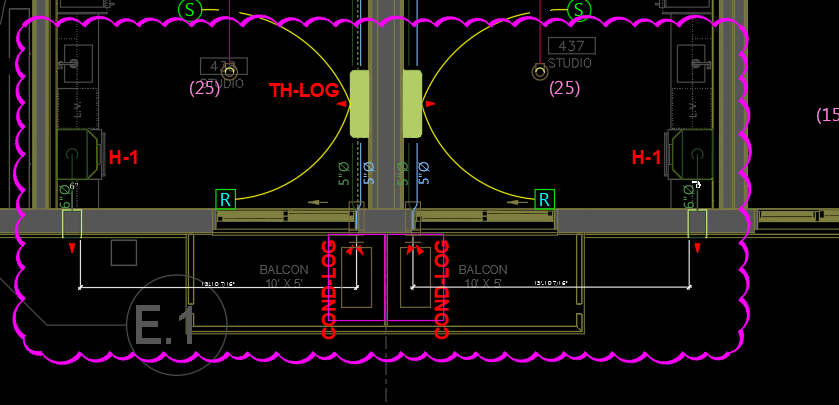 S
S
437
STUDIO
STUDIO
(25)
TH-LOG
(25)
(15
L.V.
H-1
H-1
5"Ø
5"Ø
5"Ø
5"Ø
6"Ø
6"
6"Ø
R
R
BALCON
10' X 5'
BALCON
10' X 5'
COND-LOG
COND-LOG
E.1